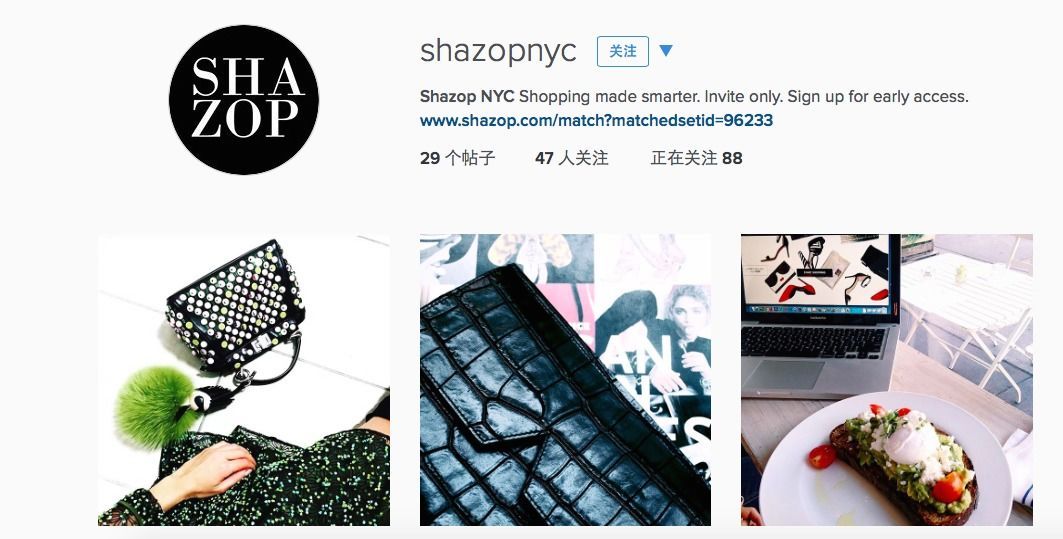 SHA
ZOP
shazopnyc 关注
Shazop NYC Shopping made smarter. Invite only. Sign up for early access.
www.shazop.com/match?matchedsetid=96233
29 个帖子 47 人关注 正在关注 88